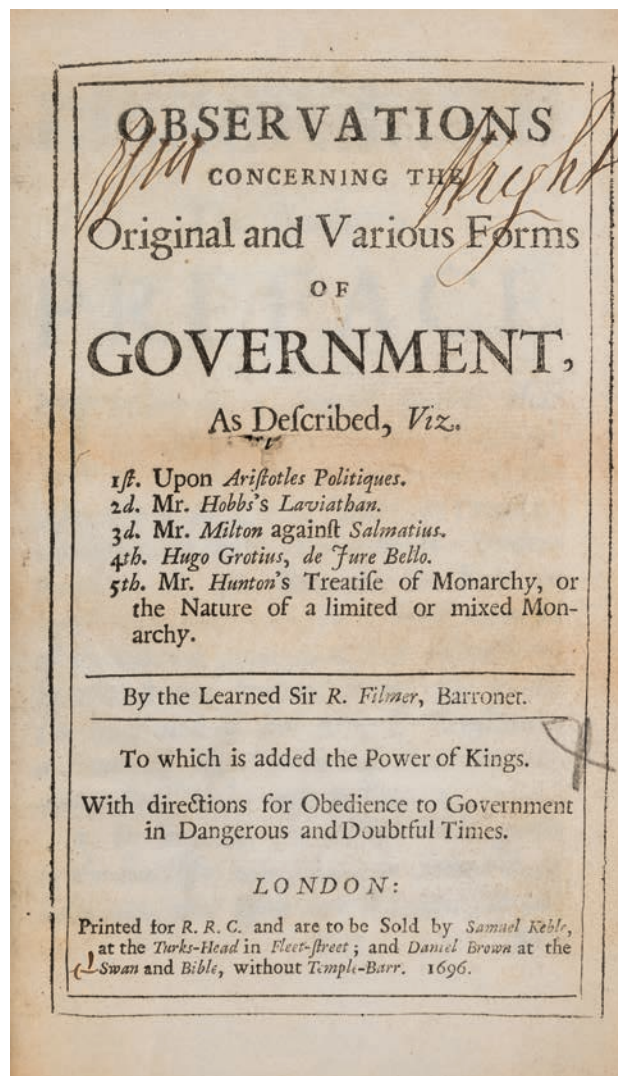 OBSERVATIONS
CONCERNING THE
Original and Various Forms
OF
GOVERNMENT,
As Deſcribed, Viz.
1ſt. Upon Ariſtotles Politiques.
2d. Mr. Hobbs's Laviathan.
3d. Mr. Milton againſt Salmatius.
4th. Hugo Grotius, de Jure Bello.
5th. Mr. Hunton's Treatiſe of Monarchy, or
the Nature of a limited or mixed Mon-
archy.
By the Learned Sir R. Filmer, Barronet.
To which is added the Power of Kings.
With directions for Obedience to Government
in Dangerous and Doubtful Times.
LONDON:
Printed for R. R. C. and are to be Sold by Samuel Keble,
at the Turks-Head in Fleet-ſtreet; and Daniel Brown at the
Swan and Bible, without Temple-Barr. 1696.
Wright